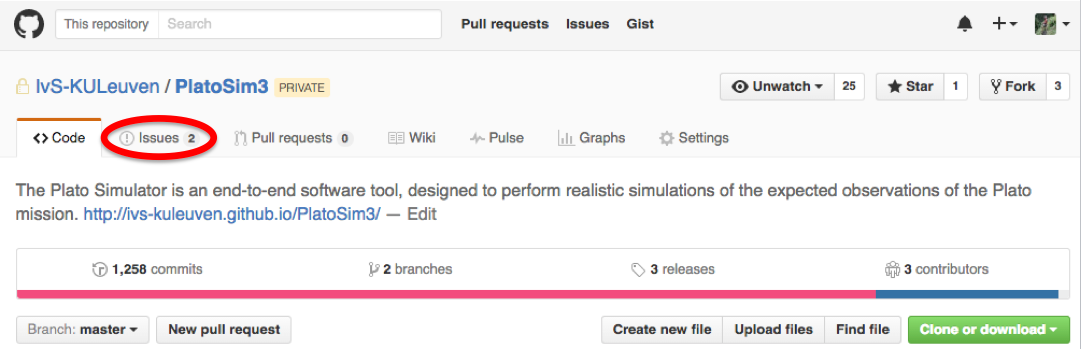 This repository Search Pull requests Issues Gist
IvS-KULeuven / PlatoSim3 PRIVATE Unwatch 25 Star 1 Fork 3
Code Issues 2 Pull requests 0 Wiki Pulse Graphs Settings
The Plato Simulator is an end-to-end software tool, designed to perform realistic simulations of the expected observations of the Plato
mission. http://ivs-kuleuven.github.io/PlatoSim3/ — Edit
1,258 commits 2 branches 3 releases 3 contributors
Branch: master New pull request Create new file Upload files Find file Clone or download